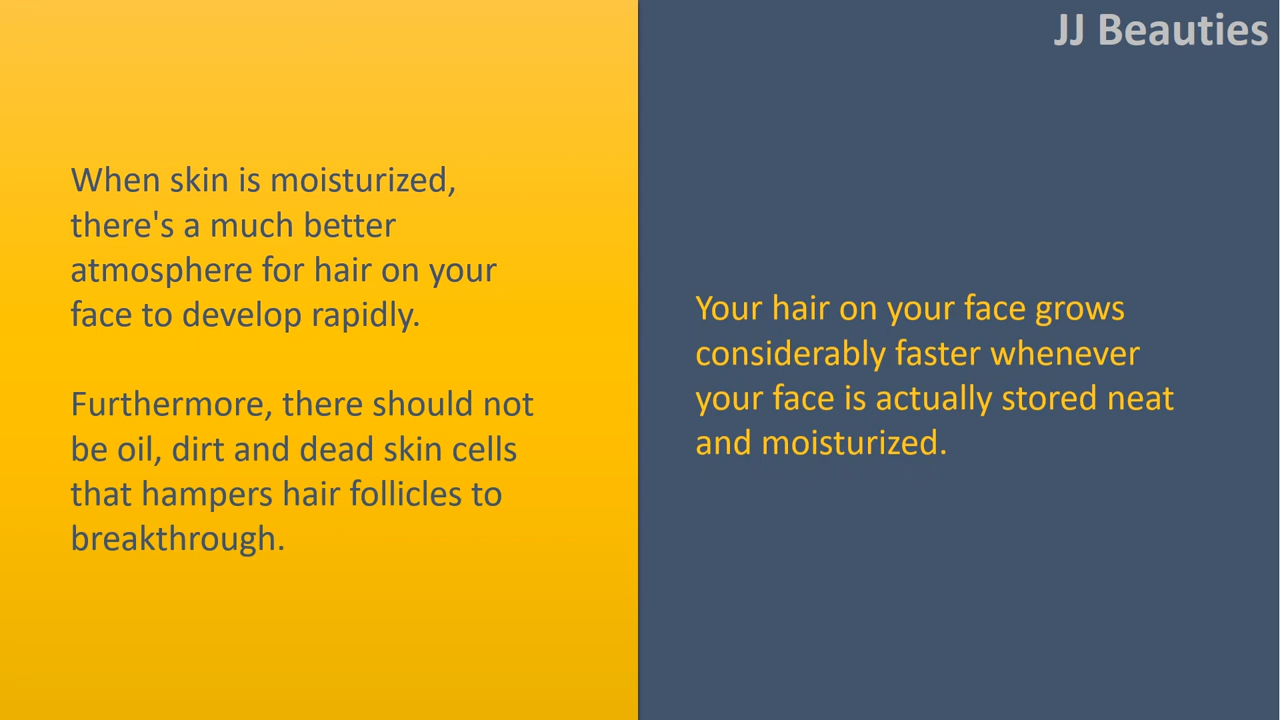 JJ Beauties
When skin is moisturized,
there's a much better
atmosphere for hair on your
face to develop rapidly.
Furthermore, there should not
be oil, dirt and dead skin cells
that hampers hair follicles to
breakthrough.
Your hair on your face grows
considerably faster whenever
your face is actually stored neat
and moisturized.